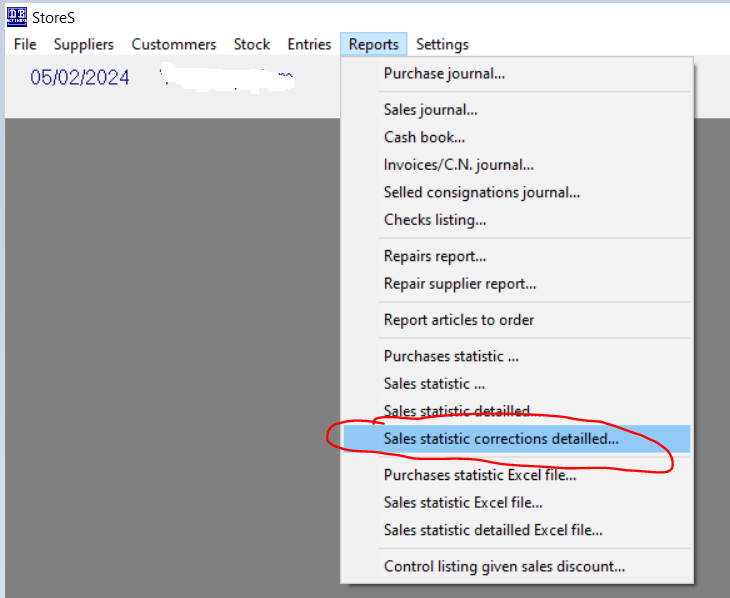 StoreS
File Suppliers Custommers Stock Entries Reports Settings
05/02/2024
Purchase journal...
Sales journal...
Cash book...
Invoices/C.N. journal...
Selled consignations journal...
Checks listing...
Repairs report...
Repair supplier report...
Report articles to order
Purchases statistic ...
Sales statistic ...
Sales statistic detailled...
Sales statistic corrections detailled...
Purchases statistic Excel file...
Sales statistic Excel file...
Sales statistic detailled Excel file...
Control listing given sales discount...